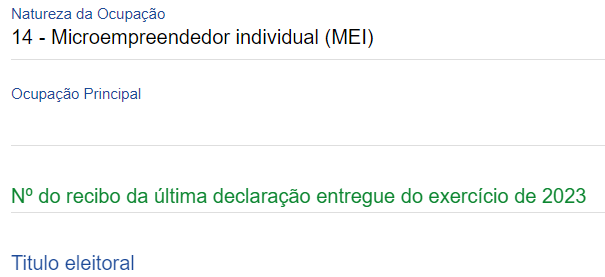 Natureza da Ocupação
14 - Microempreendedor individual (MEI)
Ocupação Principal
Nº do recibo da última declaração entregue do exercício de 2023
Titulo eleitoral